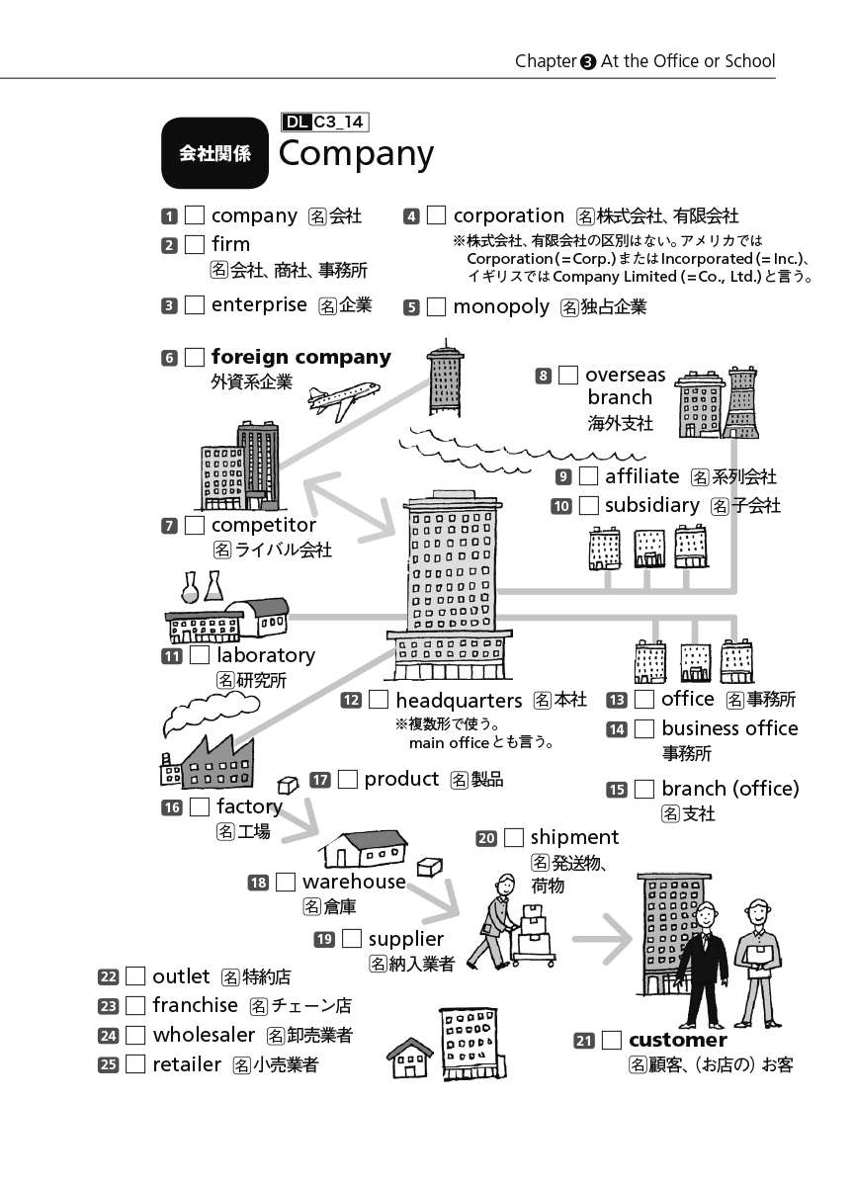 Chapter❸ At the Office or School
会社関係
DL C3_14
Company
1 company 名 会社
2 firm
名 会社、商社、事務所
3 enterprise 名 企業
4 corporation 名 株式会社、有限会社
※株式会社、有限会社の区別はない。アメリカでは
Corporation (=Corp.) またはIncorporated (= Inc.)、
イギリスでは Company Limited (=Co., Ltd.) と言う。
5 monopoly 名 独占企業
6 foreign company
外資系企業
7 competitor
名 ライバル会社
8 overseas
branch
海外支社
9 affiliate 名 系列会社
10 subsidiary 名 子会社
11 laboratory
名 研究所
12 headquarters 名 本社
※複数形で使う。
main office とも言う。
13 office 名 事務所
14 business office
事務所
15 branch (office)
名 支社
16 factory
名 工場
17 product 名 製品
18 warehouse
名 倉庫
19 supplier
名 納入業者
20 shipment
名 発送物、
荷物
21 customer
名 顧客、（お店の）お客
22 outlet 名 特約店
23 franchise 名 チェーン店
24 wholesaler 名 卸売業者
25 retailer 名 小売業者